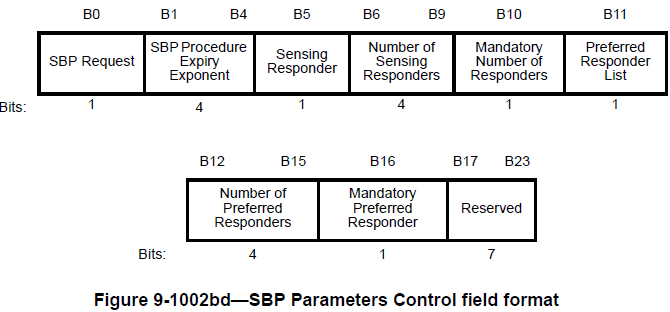 B0 B1 B4 B5 B6 B9 B10 B11
SBP Request
SBP Procedure
Expiry
Exponent
Sensing
Responder
Number of
Sensing
Responders
Mandatory
Number of
Responders
Preferred
Responder
List
Bits: 1 4 1 4 1 1
B12 B15 B16 B17 B23
Number of
Preferred
Responders
Mandatory
Preferred
Responder
Reserved
Bits: 4 1 7
Figure 9-1002bd—SBP Parameters Control field format